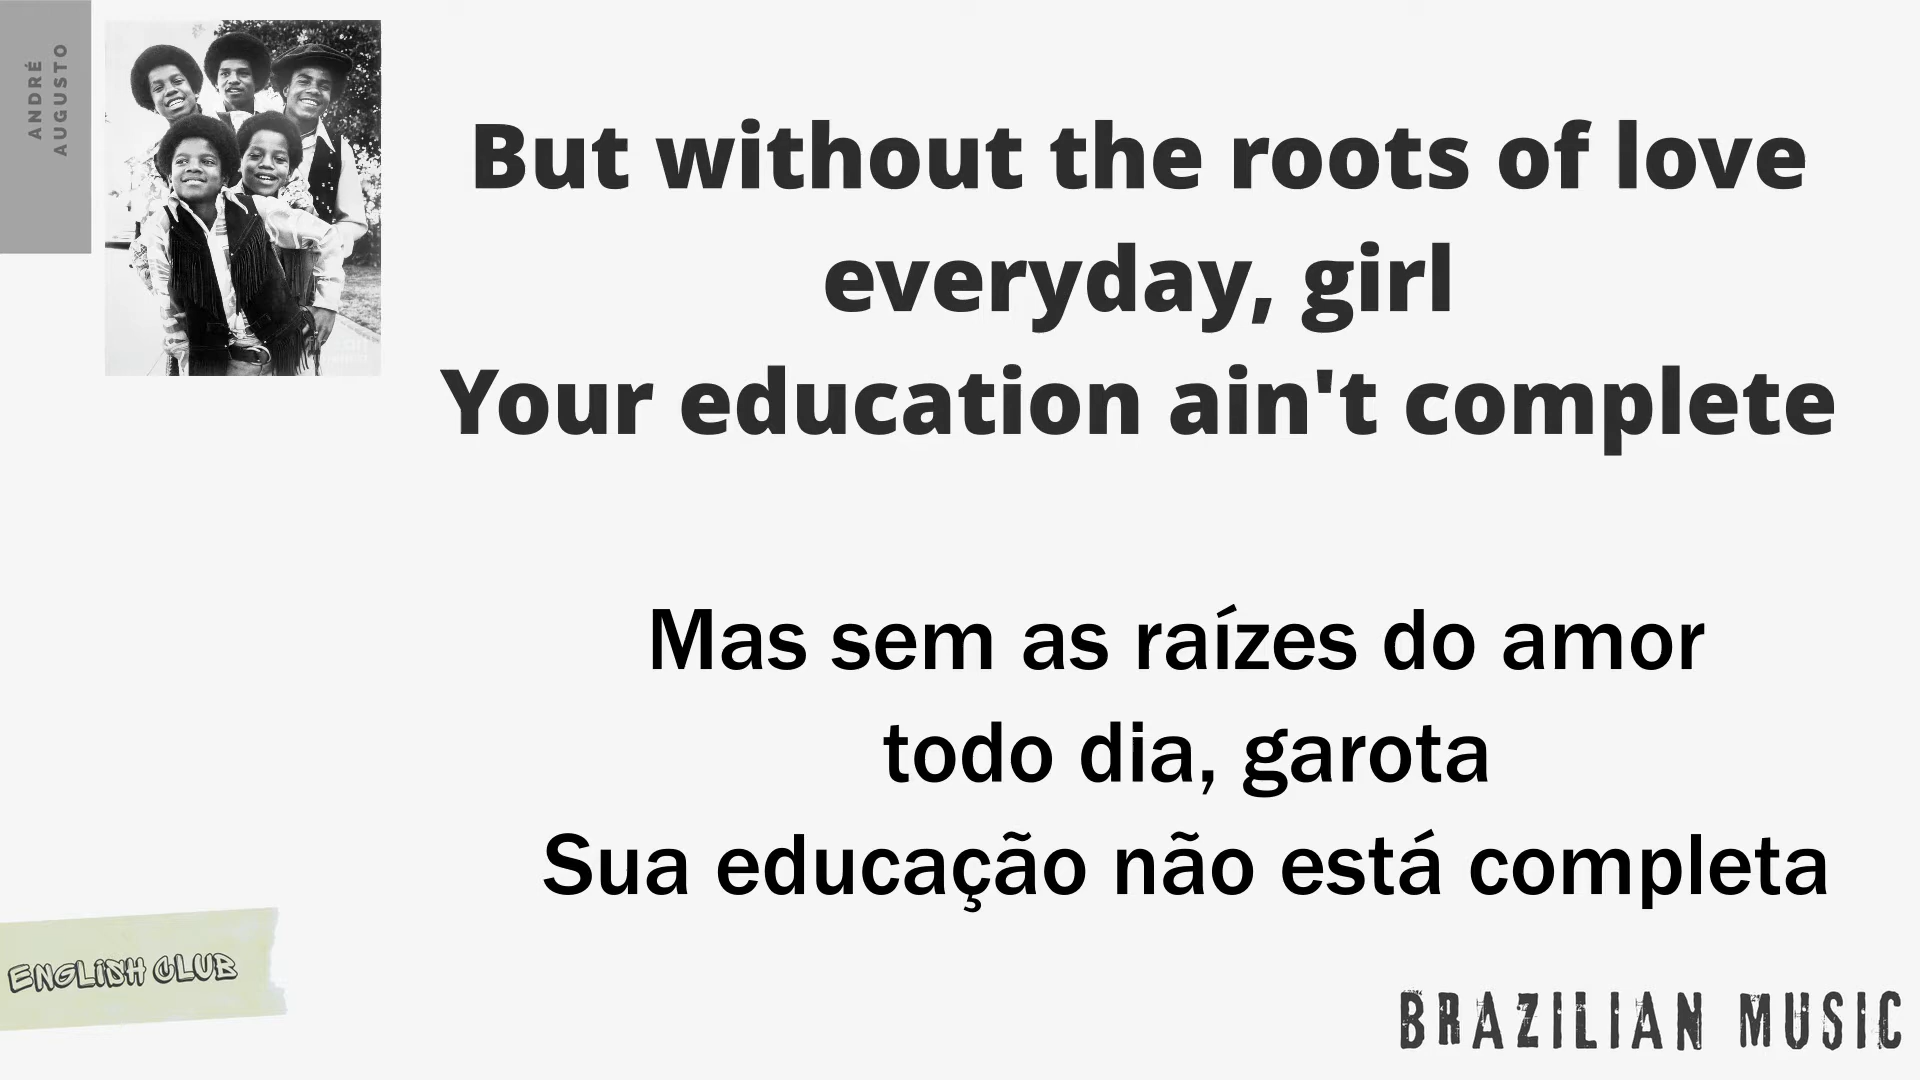 ANDRÉ
AUGUSTO
But without the roots of love
everyday, girl
Your education ain't complete
Mas sem as raízes do amor
todo dia, garota
Sua educação não está completa
ENGLISH CLUB
BRAZILIAN MUSIC